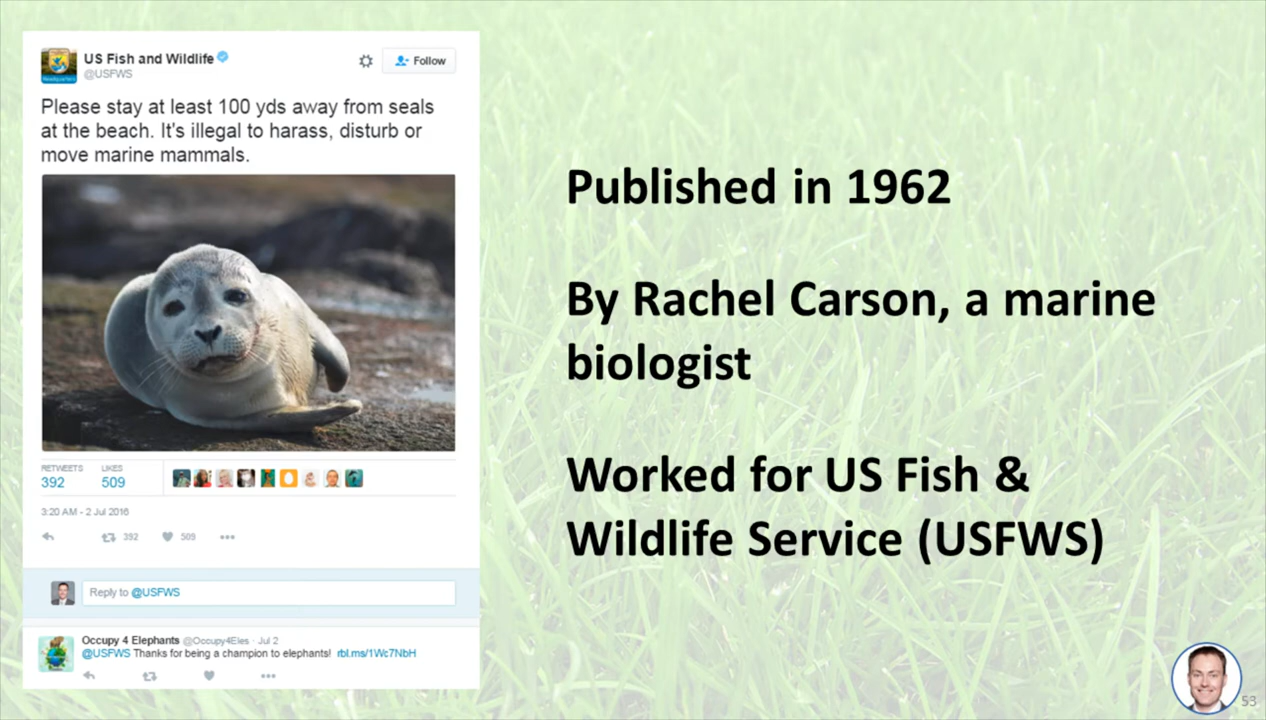 US Fish and Wildlife
@USFWS
Follow
Please stay at least 100 yds away from seals
at the beach. It's illegal to harass, disturb or
move marine mammals.
RETWEETS LIKES
392 509
3:20 AM - 2 Jul 2016
392 509
Reply to @USFWS
Occupy 4 Elephants @Occupy4Eles · Jul 2
@USFWS Thanks for being a champion to elephants! rbl.ms/1Wc7NbH
Published in 1962
By Rachel Carson, a marine
biologist
Worked for US Fish &
Wildlife Service (USFWS)
53